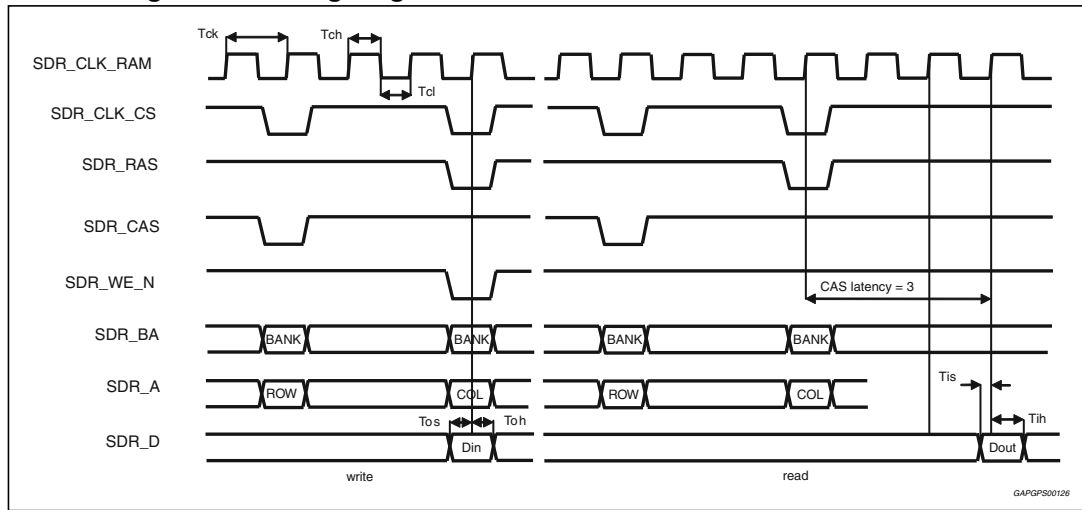 Tck
Tch
SDR_CLK_RAM
Tcl
SDR_CLK_CS
SDR_RAS
SDR_CAS
SDR_WE_N
CAS latency = 3
SDR_BA
BANK
BANK
BANK
BANK
SDR_A
ROW
COL
ROW
COL
Tis
Tos
Toh
Tih
SDR_D
Din
Dout
write
read
GAPGPS00126